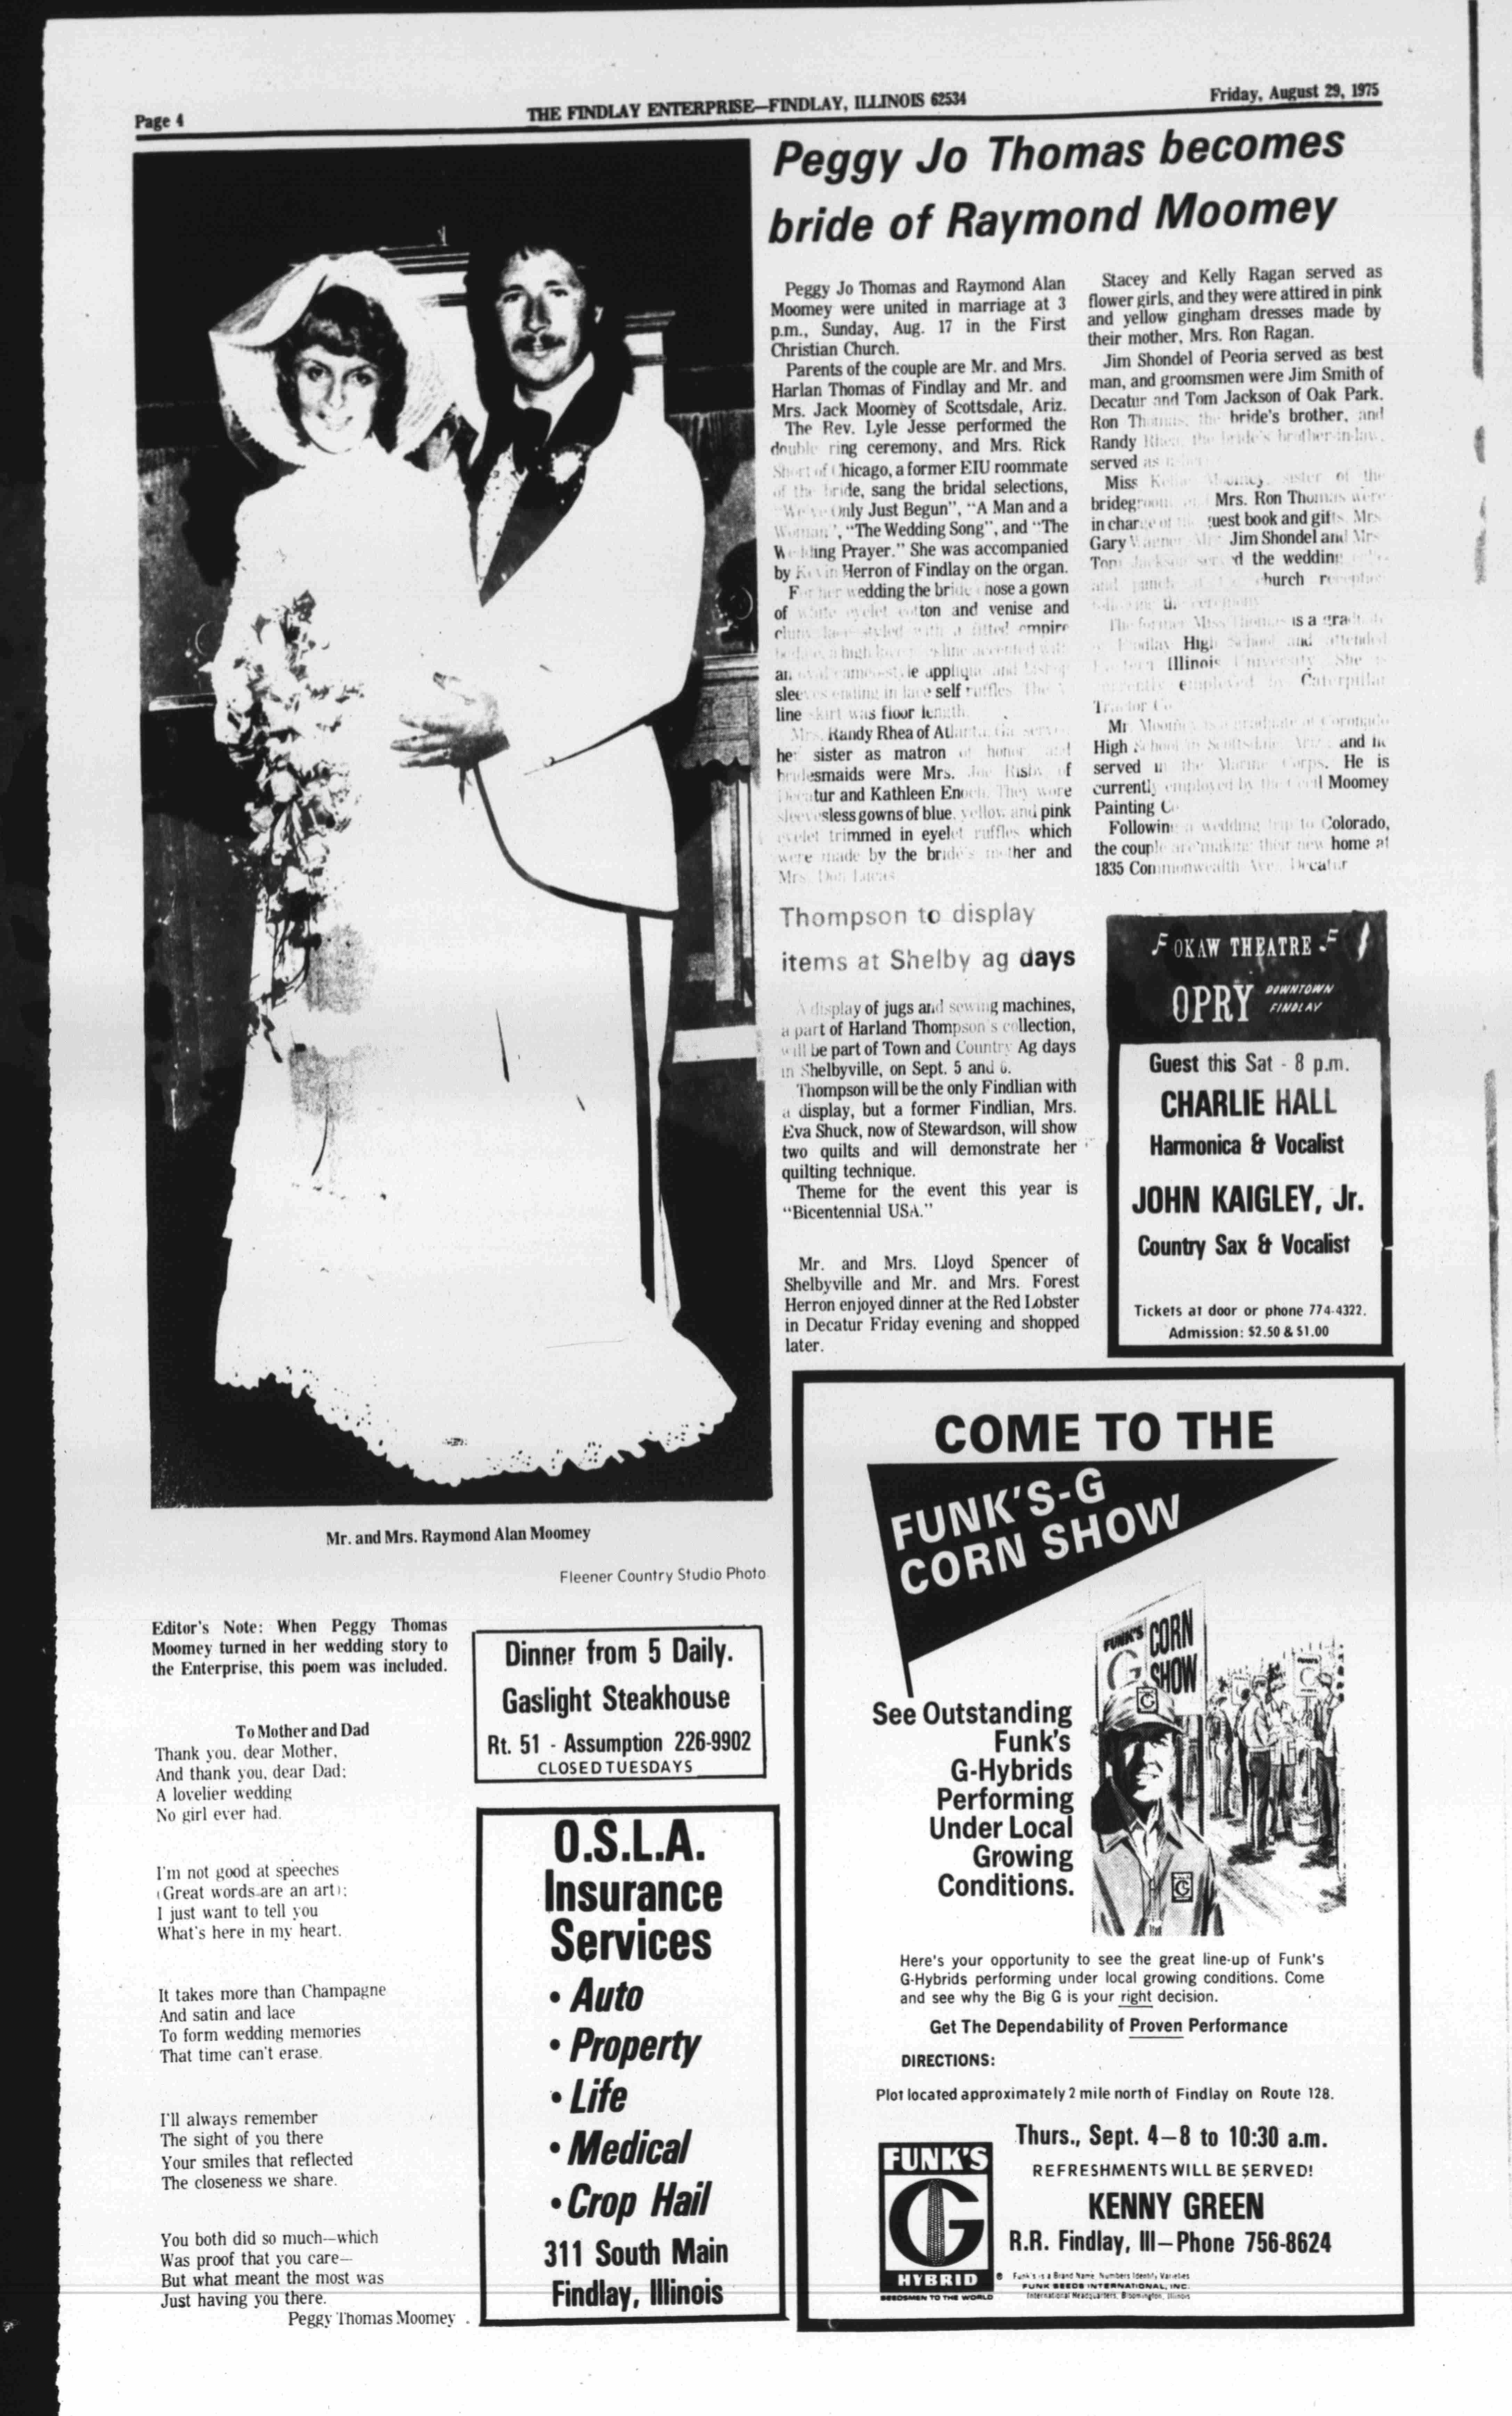 Page 4
THE FINDLAY ENTERPRISE—FINDLAY, ILLINOIS 62534
Friday, August 29, 1975
Peggy Jo Thomas becomes
bride of Raymond Moomey
Peggy Jo Thomas and Raymond Alan
Moomey were united in marriage at 3
p.m., Sunday, Aug. 17 in the First
Christian Church.
Parents of the couple are Mr. and Mrs.
Harlan Thomas of Findlay and Mr. and
Mrs. Jack Moomey of Scottsdale, Ariz.
The Rev. Lyle Jesse performed the
double ring ceremony, and Mrs. Rick
Short of Chicago, a former EIU roommate
of the bride, sang the bridal selections,
"We've Only Just Begun", "A Man and a
Woman", "The Wedding Song", and "The
Wedding Prayer." She was accompanied
by Kevin Herron of Findlay on the organ.
For her wedding the bride chose a gown
of white eyelet cotton and venise and
cluny lace styled with a fitted empire
bodice, a high neckline accented with
an oval cameo-style applique and bishop
sleeves ending in lace self ruffles. The A
line skirt was floor length.
Mrs. Randy Rhea of Atlanta, Ga. served
her sister as matron of honor, and
bridesmaids were Mrs. Joe Risby of
Decatur and Kathleen Enoch. They wore
sleevesless gowns of blue, yellow and pink
eyelet trimmed in eyelet ruffles which
were made by the bride's mother and
Mrs. Don Lucas.
Stacey and Kelly Ragan served as
flower girls, and they were attired in pink
and yellow gingham dresses made by
their mother, Mrs. Ron Ragan.
Jim Shondel of Peoria served as best
man, and groomsmen were Jim Smith of
Decatur and Tom Jackson of Oak Park.
Ron Thomas, the bride's brother, and
Randy Rhea, the bride's brother-in-law,
served as
Miss Moomey, sister of the
bridegroom, and Mrs. Ron Thomas were
in charge of the guest book and gifts. Mrs.
Gary Wagner, Mrs. Jim Shondel and Mrs.
Tom Jackson served the wedding
and punch at the church reception
following the ceremony.
The former Miss Thomas is a graduate
of Findlay High School and attended
Eastern Illinois University. She is
currently employed by Caterpillar
Tractor Co.
Mr. Moomey is a graduate of Coronado
High School in Scottsdale, Ariz., and he
served in the Marine Corps. He is
currently employed by the Cecil Moomey
Painting Co.
Following a wedding trip to Colorado,
the couple are making their new home at
1835 Commonwealth Ave., Decatur
Thompson to display
items at Shelby ag days
A display of jugs and sewing machines,
a part of Harland Thompson's collection,
will be part of Town and Country Ag days
in Shelbyville, on Sept. 5 and 6.
Thompson will be the only Findlian with
a display, but a former Findlian, Mrs.
Eva Shuck, now of Stewardson, will show
two quilts and will demonstrate her
quilting technique.
Theme for the event this year is
"Bicentennial USA."
Mr. and Mrs. Lloyd Spencer of
Shelbyville and Mr. and Mrs. Forest
Herron enjoyed dinner at the Red Lobster
in Decatur Friday evening and shopped
later.
OKAW THEATRE
OPRY DOWNTOWN FINDLAY
Guest this Sat - 8 p.m.
CHARLIE HALL
Harmonica & Vocalist
JOHN KAIGLEY, Jr.
Country Sax & Vocalist
Tickets at door or phone 774-4322.
Admission: $2.50 & $1.00
Mr. and Mrs. Raymond Alan Moomey
Fleener Country Studio Photo
Editor's Note: When Peggy Thomas
Moomey turned in her wedding story to
the Enterprise, this poem was included.
To Mother and Dad
Thank you, dear Mother,
And thank you, dear Dad;
A lovelier wedding
No girl ever had.
I'm not good at speeches
(Great words are an art);
I just want to tell you
What's here in my heart.
It takes more than Champagne
And satin and lace
To form wedding memories
That time can't erase.
I'll always remember
The sight of you there
Your smiles that reflected
The closeness we share.
You both did so much—which
Was proof that you care—
But what meant the most was
Just having you there.
Peggy Thomas Moomey
Dinner from 5 Daily.
Gaslight Steakhouse
Rt. 51 - Assumption 226-9902
CLOSED TUESDAYS
O.S.L.A.
Insurance
Services
• Auto
• Property
• Life
• Medical
• Crop Hail
311 South Main
Findlay, Illinois
COME TO THE
FUNK'S-G
CORN SHOW
FUNK'S
G
CORN
SHOW
See Outstanding
Funk's
G-Hybrids
Performing
Under Local
Growing
Conditions.
Here's your opportunity to see the great line-up of Funk's
G-Hybrids performing under local growing conditions. Come
and see why the Big G is your right decision.
Get The Dependability of Proven Performance
DIRECTIONS:
Plot located approximately 2 mile north of Findlay on Route 128.
Thurs., Sept. 4–8 to 10:30 a.m.
REFRESHMENTS WILL BE SERVED!
KENNY GREEN
R.R. Findlay, Ill—Phone 756-8624
FUNK'S
G
HYBRID
SEEDSMEN TO THE WORLD
® Funk's is a Brand Name Numbers Identify Varieties
FUNK SEEDS INTERNATIONAL, INC.
International Headquarters, Bloomington, Illinois